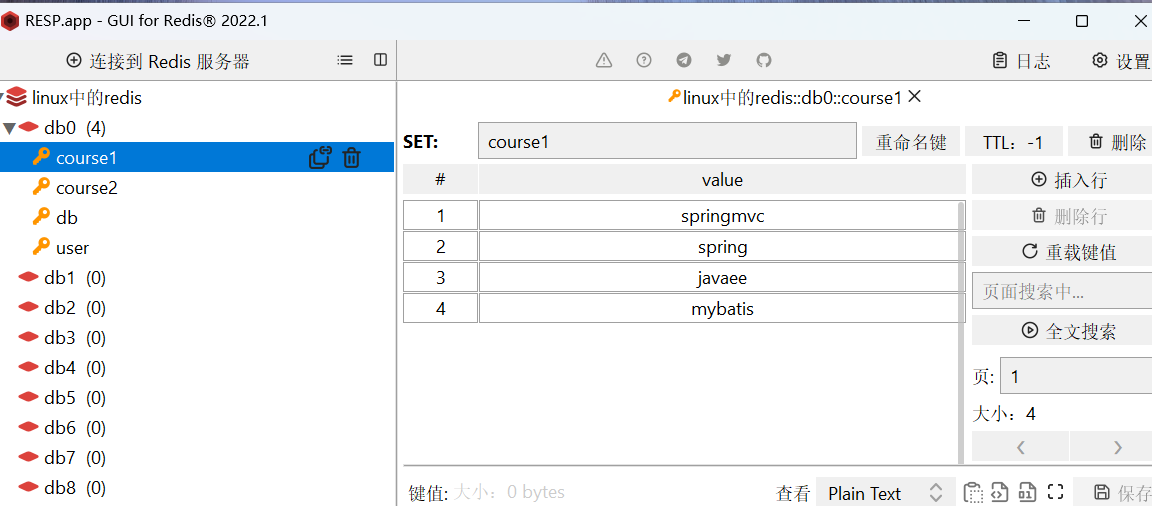 RESP.app - GUI for Redis® 2022.1
连接到 Redis 服务器
日志
设置
linux中的redis
db0 (4)
course1
course2
db
user
db1 (0)
db2 (0)
db3 (0)
db4 (0)
db5 (0)
db6 (0)
db7 (0)
db8 (0)
linux中的redis::db0::course1
SET:
course1
重命名键
TTL：-1
删除
# value
1 springmvc
2 spring
3 javaee
4 mybatis
插入行
删除行
重载键值
页面搜索中...
全文搜索
页: 1
大小：4
键值: 大小：0 bytes
查看 Plain Text
保存